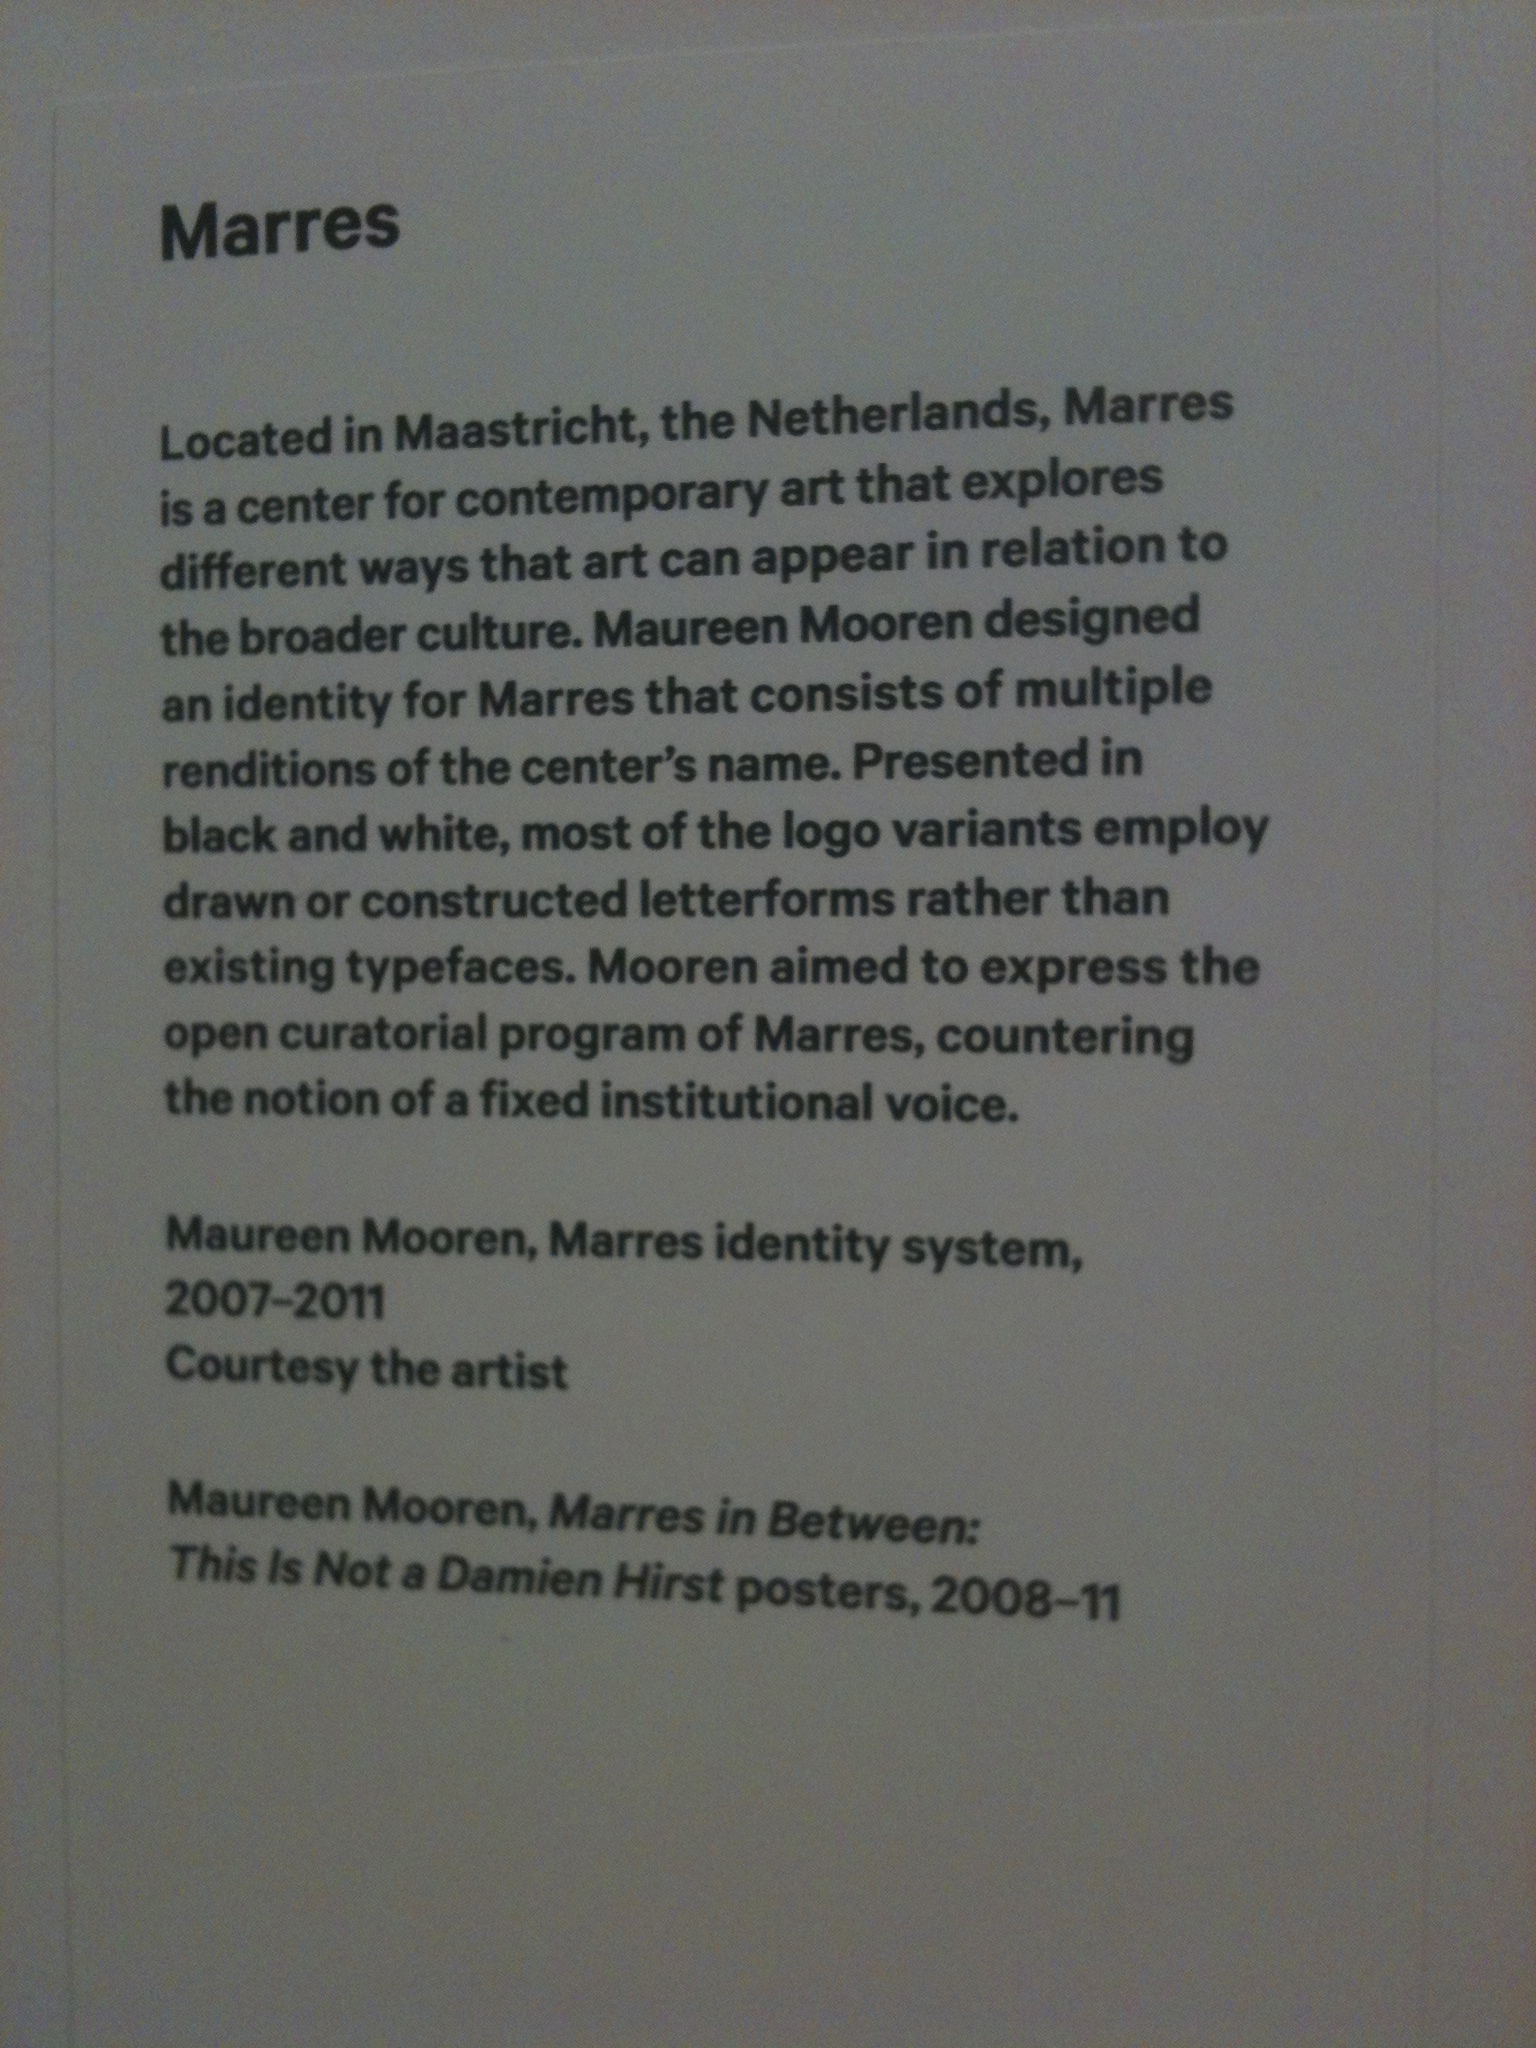 Marres
Located in Maastricht, the Netherlands, Marres
is a center for contemporary art that explores
different ways that art can appear in relation to
the broader culture. Maureen Mooren designed
an identity for Marres that consists of multiple
renditions of the center’s name. Presented in
black and white, most of the logo variants employ
drawn or constructed letterforms rather than
existing typefaces. Mooren aimed to express the
open curatorial program of Marres, countering
the notion of a fixed institutional voice.
Maureen Mooren, Marres identity system,
2007–2011
Courtesy the artist
Maureen Mooren, Marres in Between:
This Is Not a Damien Hirst posters, 2008–11